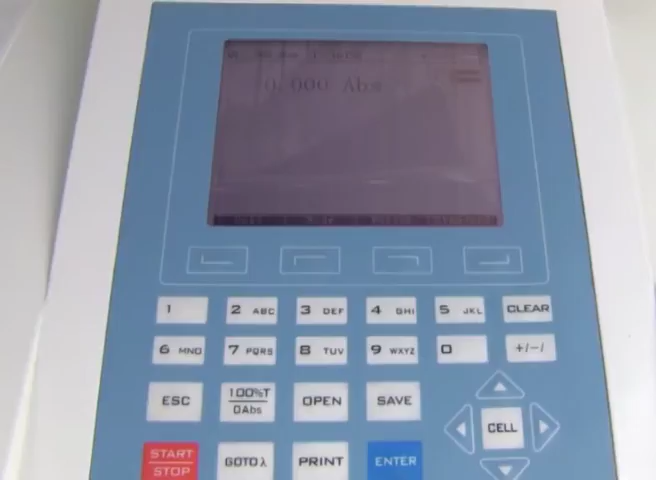 0.000 Abs
1
2 ABC
3 DEF
4 GHI
5 JKL
CLEAR
6 MNO
7 PQRS
8 TUV
9 WXYZ
0
+/-/
ESC
100%T
0Abs
OPEN
SAVE
CELL
START
STOP
GOTO λ
PRINT
ENTER